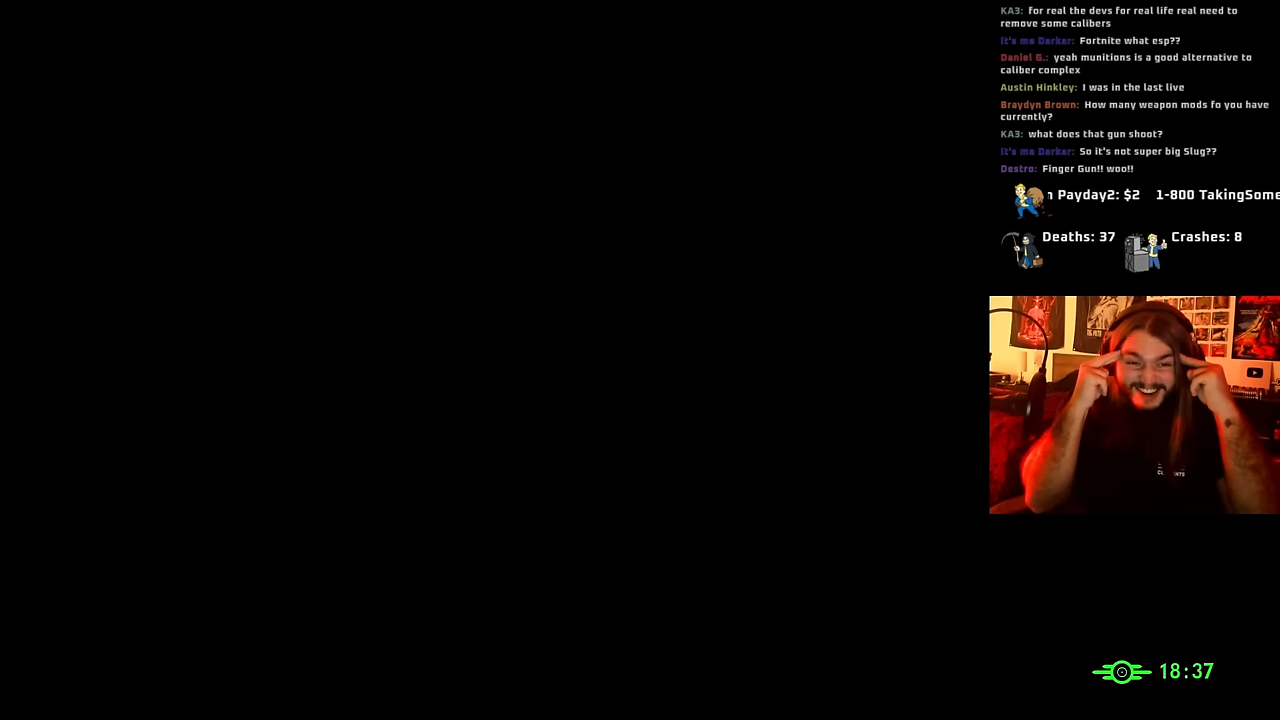 KA3: for real the devs for real life real need to
remove some calibers
It's me Darker: Fortnite what esp??
Daniel G.: yeah munitions is a good alternative to
caliber complex
Austin Hinkley: I was in the last live
Braydyn Brown: How many weapon mods fo you have
currently?
KA3: what does that gun shoot?
It's me Darker: So it's not super big Slug??
Destro: Finger Gun!! woo!!
Payday2: $2 1-800 TakingSome
Deaths: 37 Crashes: 8
18:37